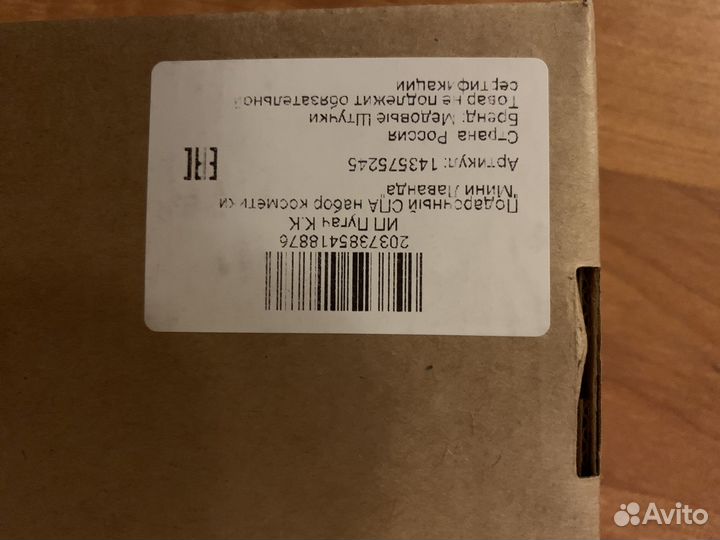 2037385418876
ИП Пугач К.К
Подарочный СПА набор косметики
"Мини Лаванда"
Артикул: 143575245
Страна Россия
Бренд: Медовые Штучки
Товар не подлежит обязательной
сертификации
EAC
Avito